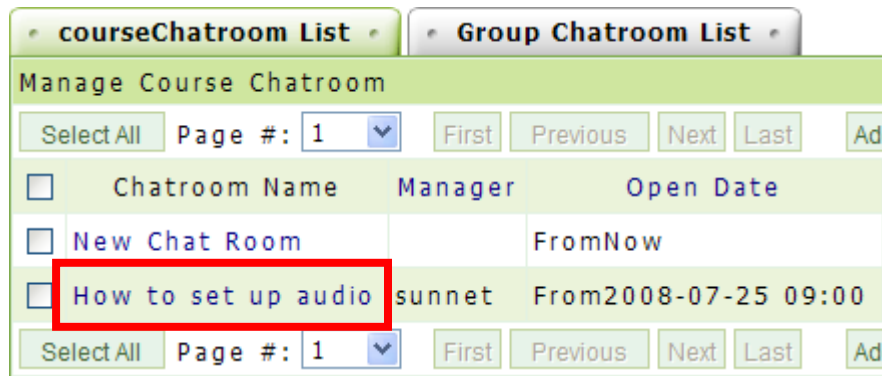 courseChatroom List Group Chatroom List
Manage Course Chatroom
Select All Page #: 1 First Previous Next Last Ad
Chatroom Name Manager Open Date
New Chat Room FromNow
How to set up audio sunnet From2008-07-25 09:00
Select All Page #: 1 First Previous Next Last Ad